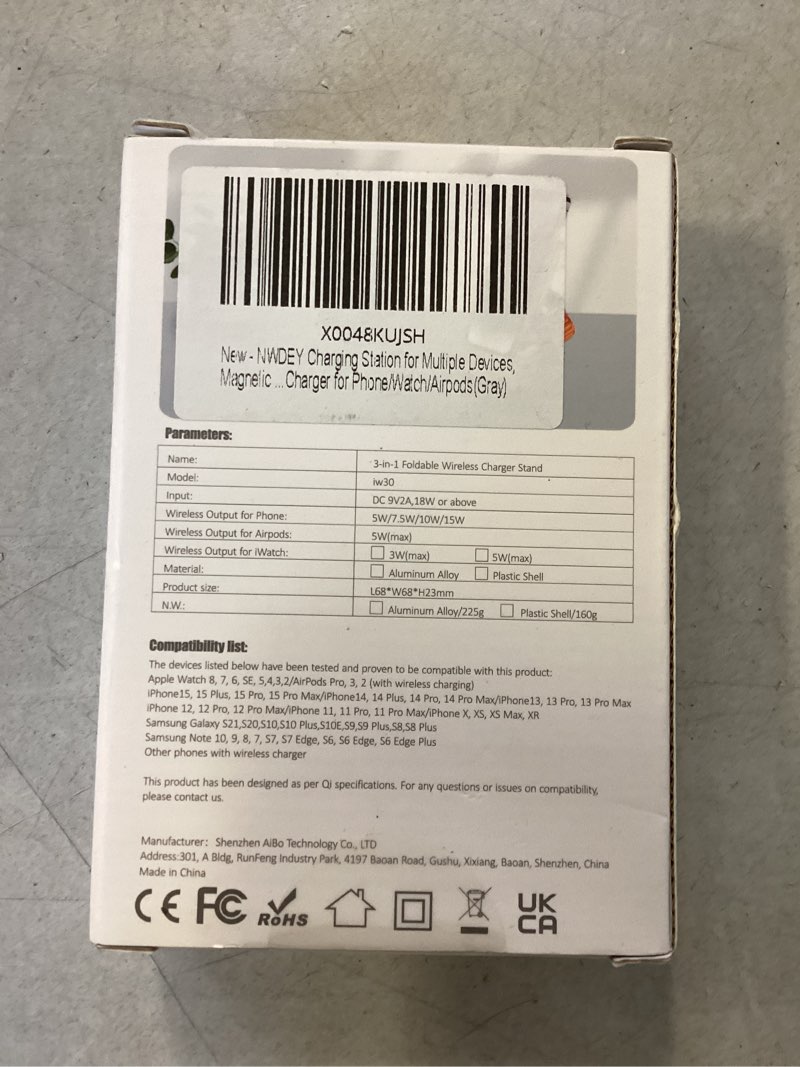 X0048KUJSH
New - NWDEY Charging Station for Multiple Devices,
Magnetic ... Charger for Phone/Watch/Airpods(Gray)
Parameters:
Name: 3-in-1 Foldable Wireless Charger Stand
Model: iw30
Input: DC 9V2A,18W or above
Wireless Output for Phone: 5W/7.5W/10W/15W
Wireless Output for Airpods: 5W(max)
Wireless Output for iWatch: 3W(max) 5W(max)
Material: Aluminum Alloy Plastic Shell
Product size: L68*W68*H23mm
N.W.: Aluminum Alloy/225g Plastic Shell/160g
Compatibility list:
The devices listed below have been tested and proven to be compatible with this product:
Apple Watch 8, 7, 6, SE, 5,4,3,2/AirPods Pro, 3, 2 (with wireless charging)
iPhone15, 15 Plus, 15 Pro, 15 Pro Max/iPhone14, 14 Plus, 14 Pro, 14 Pro Max/iPhone13, 13 Pro, 13 Pro Max
iPhone 12, 12 Pro, 12 Pro Max/iPhone 11, 11 Pro, 11 Pro Max/iPhone X, XS, XS Max, XR
Samsung Galaxy S21,S20,S10,S10 Plus,S10E,S9,S9 Plus,S8,S8 Plus
Samsung Note 10, 9, 8, 7, S7, S7 Edge, S6, S6 Edge, S6 Edge Plus
Other phones with wireless charger
This product has been designed as per Qi specifications. For any questions or issues on compatibility,
please contact us.
Manufacturer: Shenzhen AiBo Technology Co., LTD
Address:301, A Bldg, RunFeng Industry Park, 4197 Baoan Road, Gushu, Xixiang, Baoan, Shenzhen, China
Made in China
CE FC RoHS UK
CA